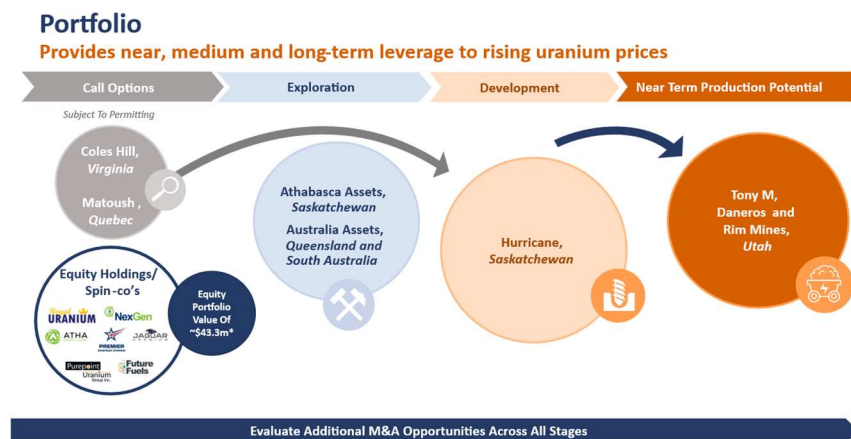 Portfolio
Provides near, medium and long-term leverage to rising uranium prices
Call Options
Exploration
Development
Near Term Production Potential
Subject To Permitting
Coles Hill,
Virginia
Matoush ,
Quebec
Athabasca Assets,
Saskatchewan
Australia Assets,
Queensland and
South Australia
Hurricane,
Saskatchewan
Tony M,
Daneros and
Rim Mines,
Utah
Equity Holdings/
Spin-co's
URANIUM
NexGen
ATHA
PREMIER
JAGUAR
URANIUM
Purepoint
Uranium
Group Inc.
Future
Fuels
Equity
Portfolio
Value Of
~$43.3m*
Evaluate Additional M&A Opportunities Across All Stages